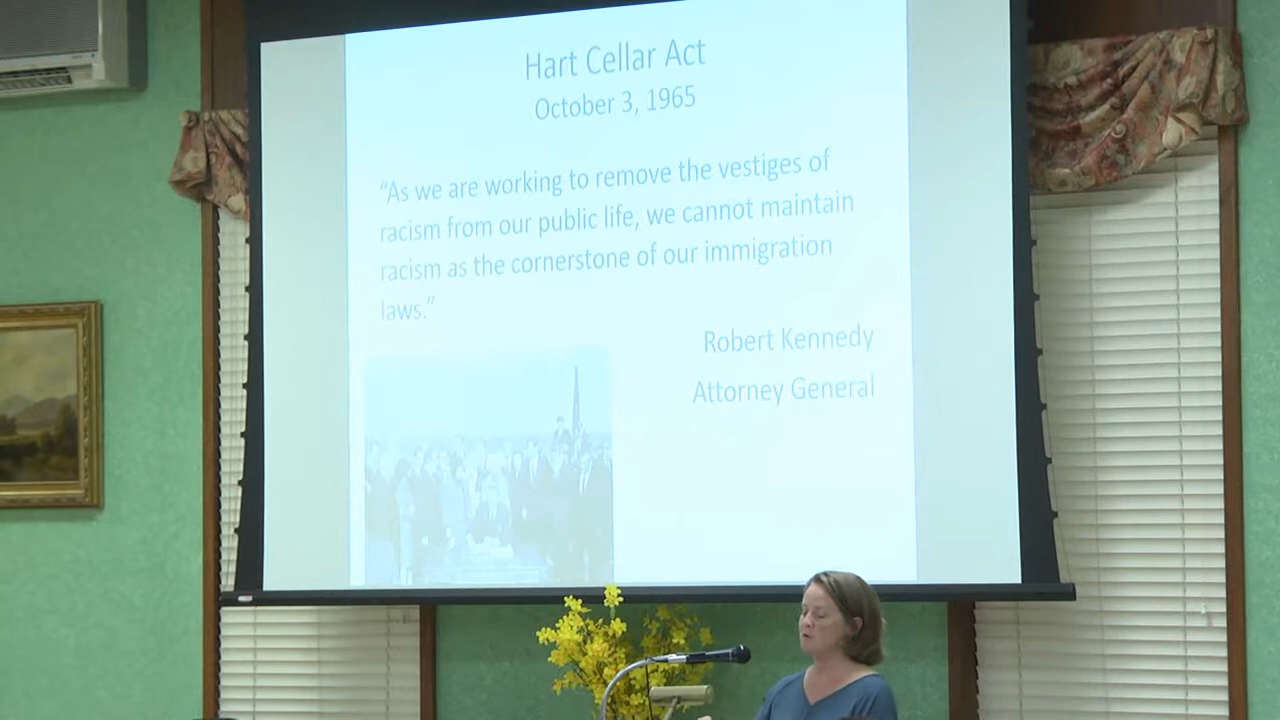 Hart Cellar Act
October 3, 1965
“As we are working to remove the vestiges of
racism from our public life, we cannot maintain
racism as the cornerstone of our immigration
laws.”
Robert Kennedy
Attorney General